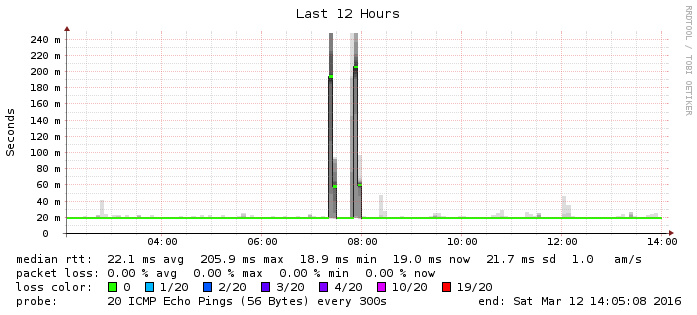 Last 12 Hours
RRDTOOL / TOBI OETIKER
Seconds
240 m
220 m
200 m
180 m
160 m
140 m
120 m
100 m
80 m
60 m
40 m
20 m
0
04:00 06:00 08:00 10:00 12:00 14:00
median rtt: 22.1 ms avg 205.9 ms max 18.9 ms min 19.0 ms now 21.7 ms sd 1.0 am/s
packet loss: 0.00 % avg 0.00 % max 0.00 % min 0.00 % now
loss color: 0 1/20 2/20 3/20 4/20 10/20 19/20
probe: 20 ICMP Echo Pings (56 Bytes) every 300s end: Sat Mar 12 14:05:08 2016